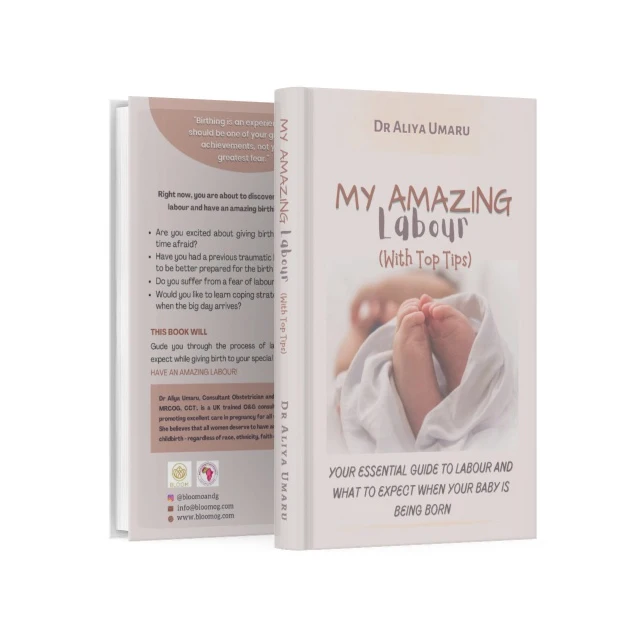 "Birthing is an experien
should be one of your g
achievements, not y
greatest fear."
Right now, you are about to discover
labour and have an amazing birth
• Are you excited about giving birth
time afraid?
• Have you had a previous traumatic
to be better prepared for the birth
• Do you suffer from a fear of labour
• Would you like to learn coping strate
when the big day arrives?
THIS BOOK WILL
Gude you through the process of la
expect while giving birth to your special
HAVE AN AMAZING LABOUR!
Dr Aliya Umaru, Consultant Obstetrician and
MRCOG, CCT, is a UK trained O&G consul
promoting excellent care in pregnancy for all
She believes that all women deserve to have a
childbirth - regardless of race, ethnicity, faith
BLOOM
@bloomoandg
info@bloomog.com
www.bloomog.com
MY AMAZING Labour (With Top Tips) DR ALIYA UMARU
DR ALIYA UMARU
MY AMAZING
Labour
(With Top Tips)
YOUR ESSENTIAL GUIDE TO LABOUR AND
WHAT TO EXPECT WHEN YOUR BABY IS
BEING BORN